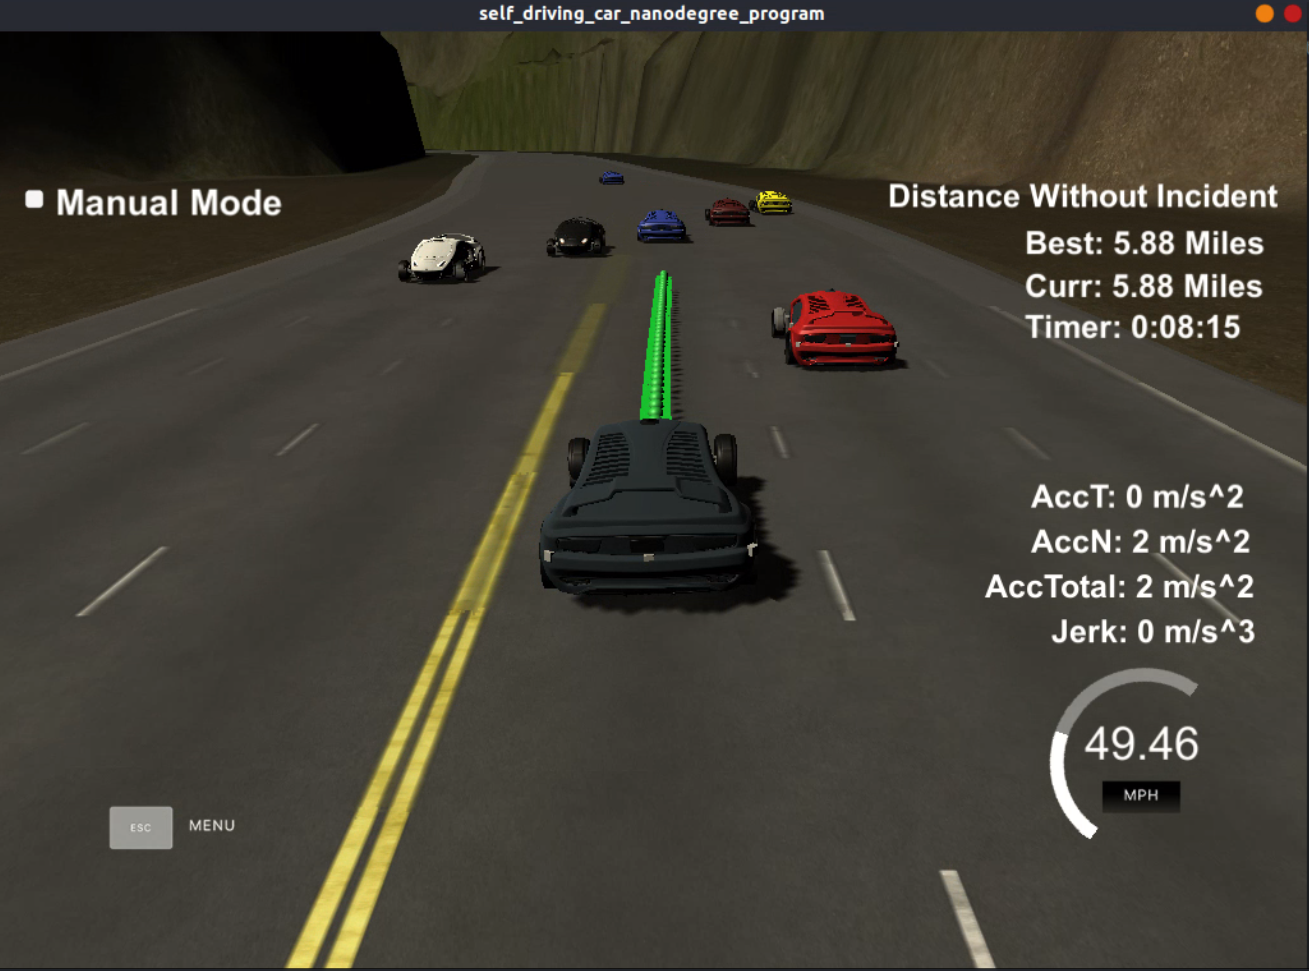 self_driving_car_nanodegree_program
Manual Mode
Distance Without Incident
Best: 5.88 Miles
Curr: 5.88 Miles
Timer: 0:08:15
AccT: 0 m/s^2
AccN: 2 m/s^2
AccTotal: 2 m/s^2
Jerk: 0 m/s^3
49.46
MPH
ESC MENU